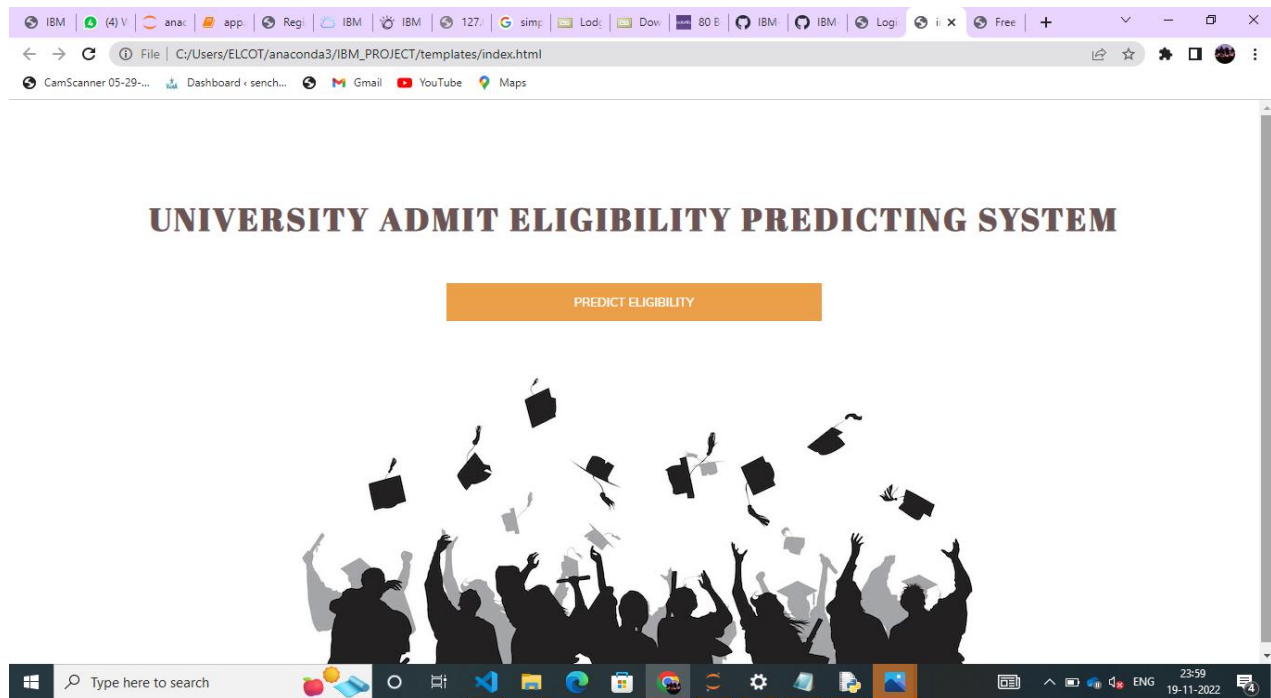 IBM (4) V anac app. Regi IBM IBM 127. simp Lod Dow 80 B IBM- IBM- Logi Free
File C:/Users/ELCOT/anaconda3/IBM_PROJECT/templates/index.html
CamScanner 05-29-... Dashboard ‹ sench... Gmail YouTube Maps
UNIVERSITY ADMIT ELIGIBILITY PREDICTING SYSTEM
PREDICT ELIGIBILITY
Type here to search ENG 23:59
19-11-2022 4